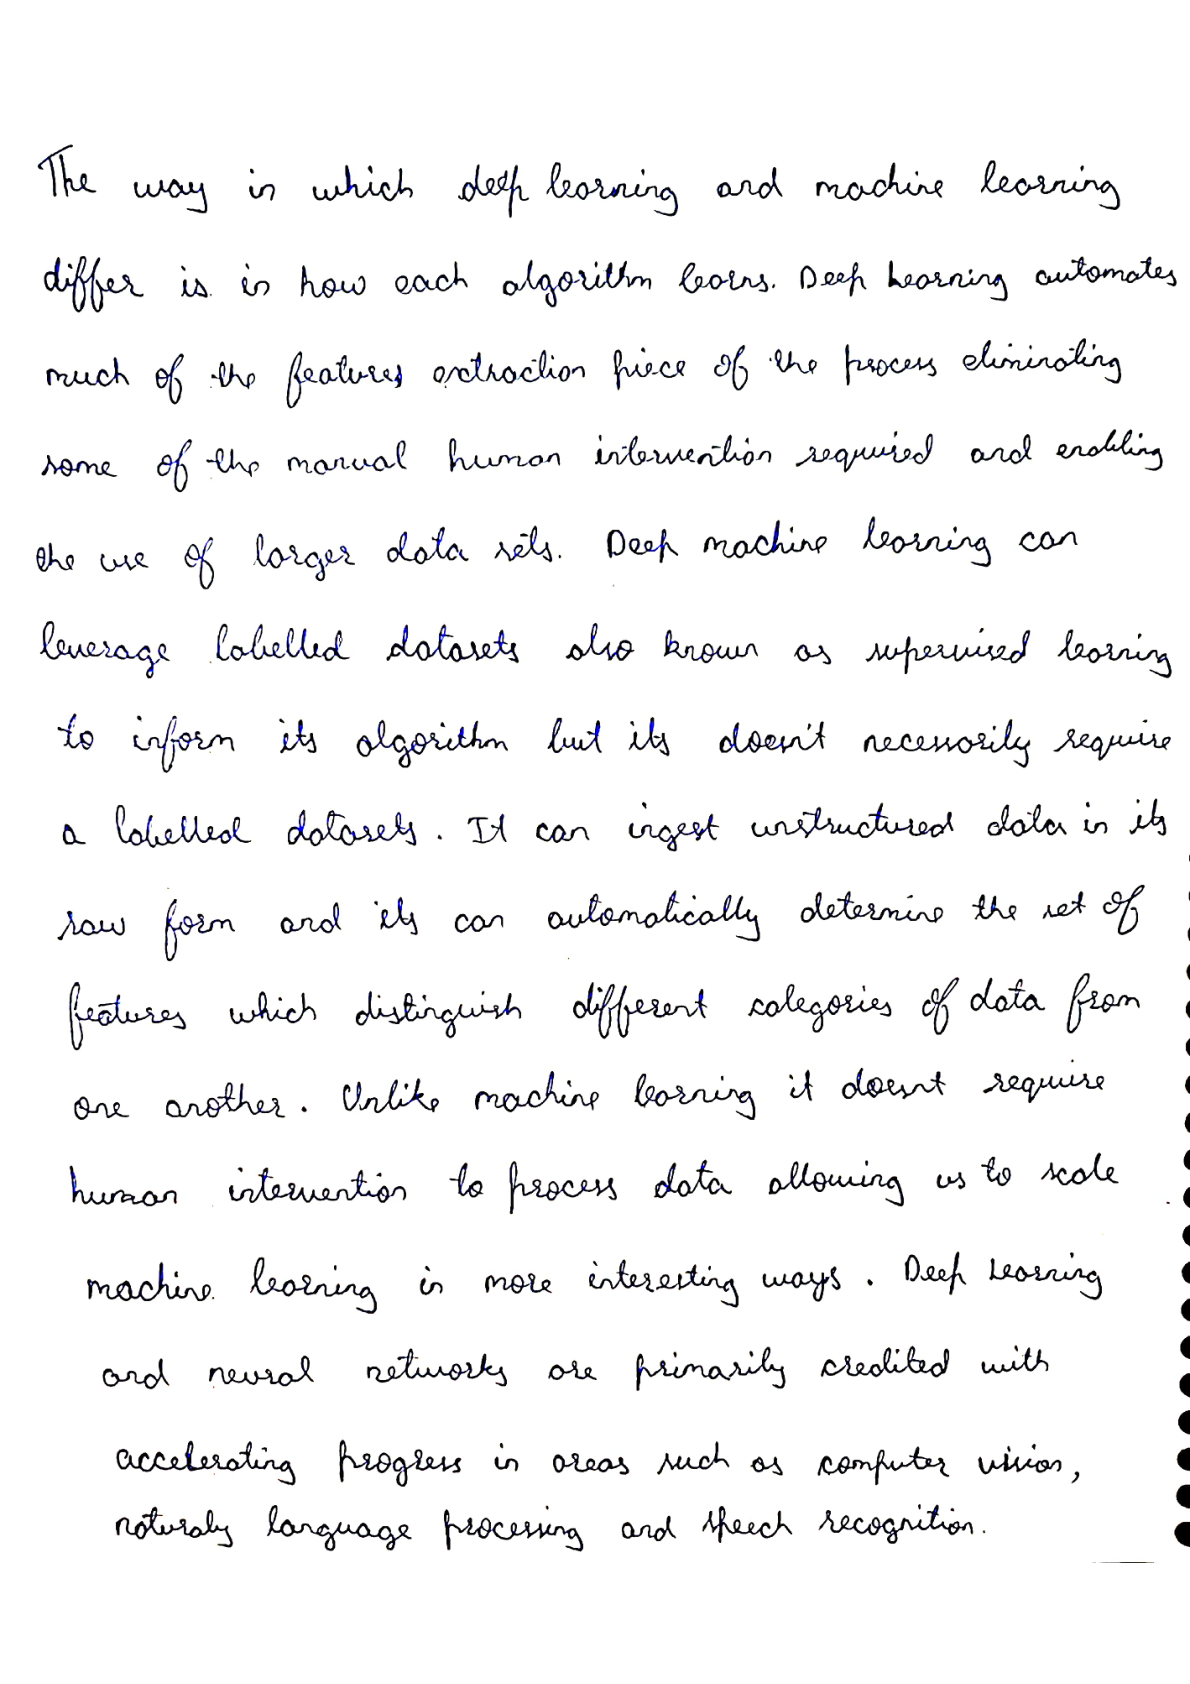 The way in which deep learning and machine learning
differ is in how each algorithm learns. Deep Learning automates
much of the features extraction piece of the process eliminating
some of the manual human intervention required and enabling
the use of larger data sets. Deep machine learning can
leverage labelled datasets also known as supervised learning
to inform its algorithm but its doesn't necessarily require
a labelled datasets. It can ingest unstructured data in its
raw form and its can automatically determine the set of
features which distinguish different categories of data from
one another. Unlike machine learning it doesnt require
human intervention to process data allowing us to scale
machine learning in more interesting ways. Deep Learning
and neural networks are primarily credited with
accelerating progress in areas such as computer vision,
naturaly language processing and speech recognition.